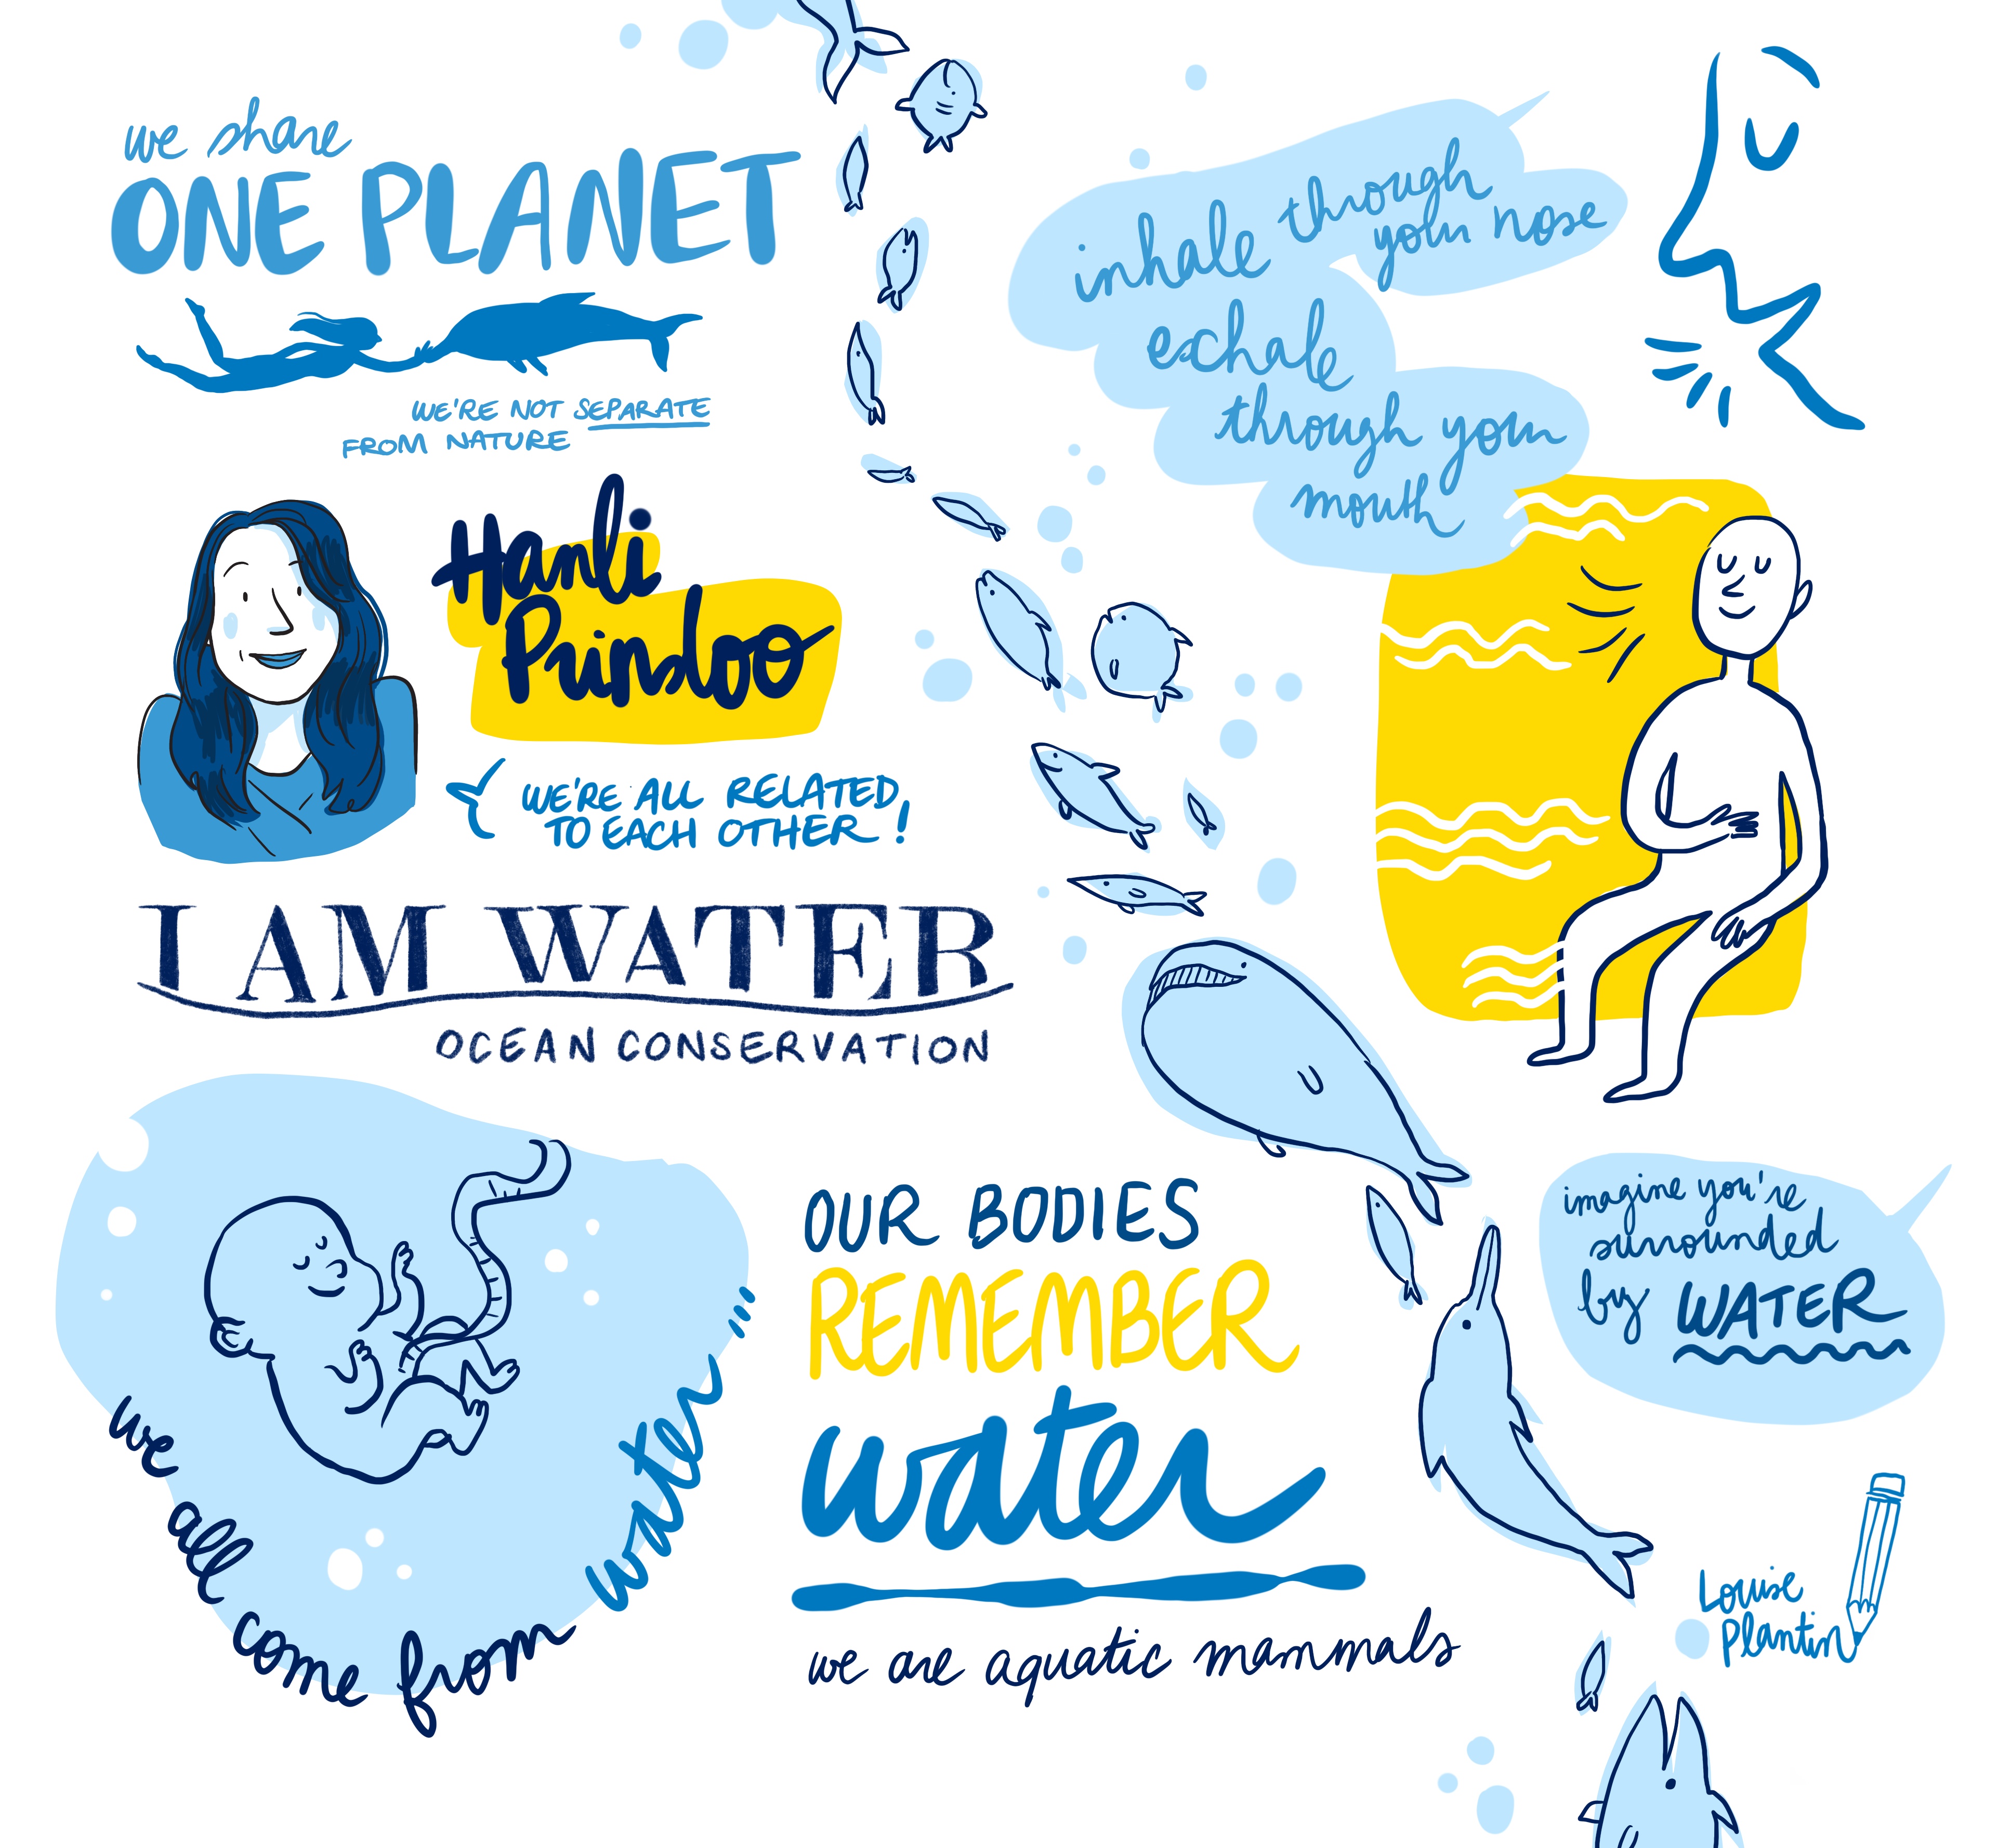 we share
ONE PLANET
WE'RE NOT SEPARATE
FROM NATURE
Hanli
Prinsloo
WE'RE ALL RELATED
TO EACH OTHER!
I AM WATER
OCEAN CONSERVATION
we all come from water
inhale through
your nose
exhale
through your
mouth
OUR BODIES
REMEMBER
water
we are aquatic mammals
imagine you're
surrounded
by WATER
Louise
Plantin